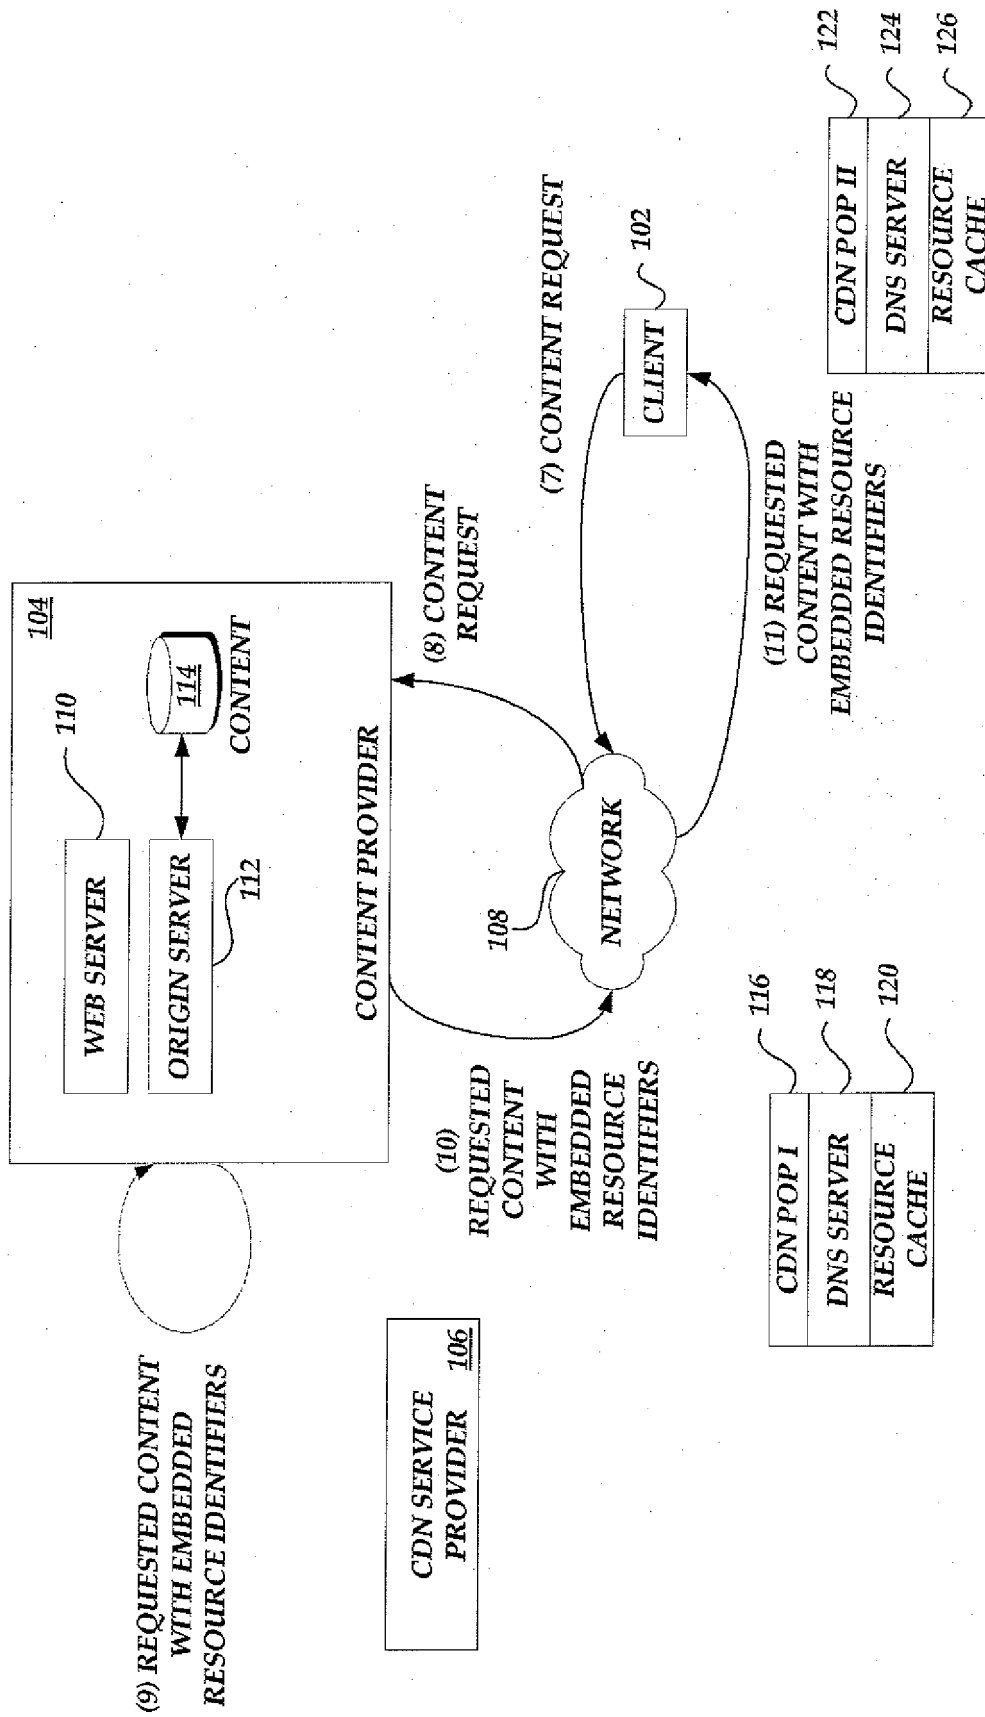 (9) REQUESTED CONTENT
WITH EMBEDDED
RESOURCE IDENTIFIERS
104
WEB SERVER
110
ORIGIN SERVER
112
114
CONTENT
CONTENT PROVIDER
CDN SERVICE
PROVIDER
106
(10)
REQUESTED
CONTENT
WITH
EMBEDDED
RESOURCE
IDENTIFIERS
(8) CONTENT
REQUEST
108
NETWORK
(7) CONTENT REQUEST
CLIENT
102
(11) REQUESTED
CONTENT WITH
EMBEDDED RESOURCE
IDENTIFIERS
CDN POP I
116
DNS SERVER
118
RESOURCE
CACHE
120
CDN POP II
122
DNS SERVER
124
RESOURCE
CACHE
126